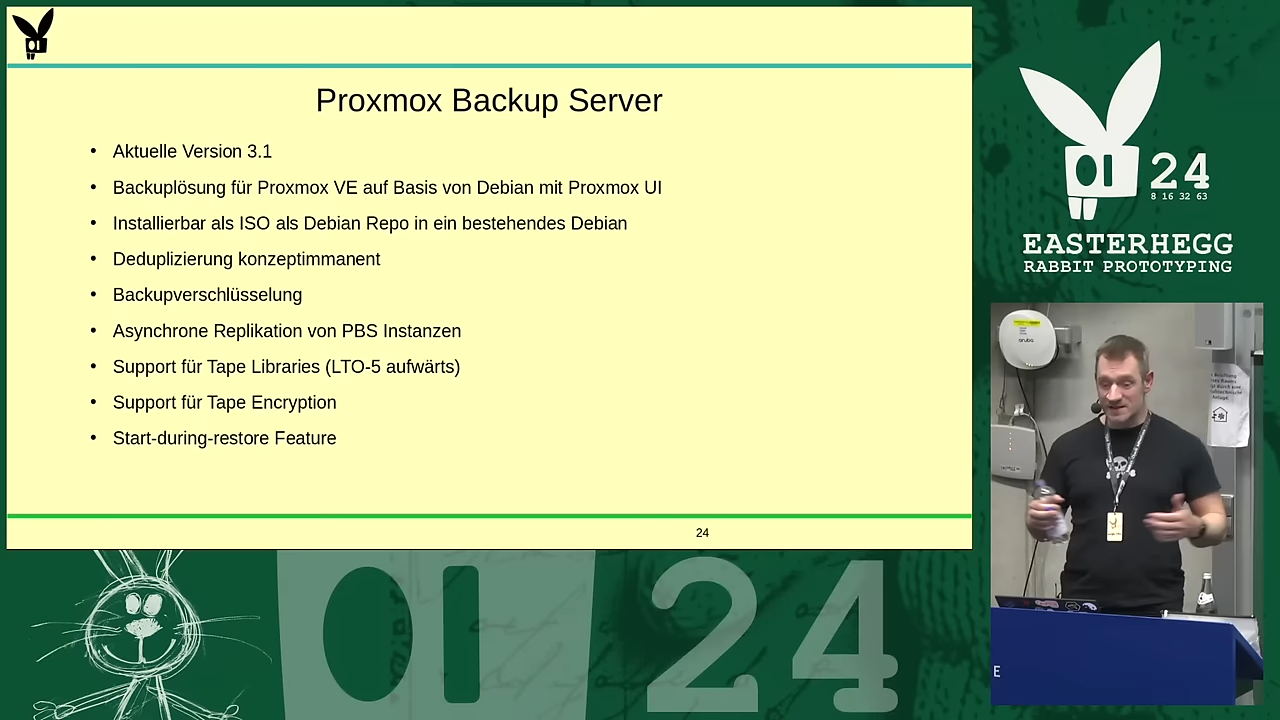 Proxmox Backup Server
• Aktuelle Version 3.1
• Backuplösung für Proxmox VE auf Basis von Debian mit Proxmox UI
• Installierbar als ISO als Debian Repo in ein bestehendes Debian
• Deduplizierung konzeptimmanent
• Backupverschlüsselung
• Asynchrone Replikation von PBS Instanzen
• Support für Tape Libraries (LTO-5 aufwärts)
• Support für Tape Encryption
• Start-during-restore Feature
24
24
8 16 32 63
EASTERHEGG
RABBIT PROTOTYPING
aruba
E
24